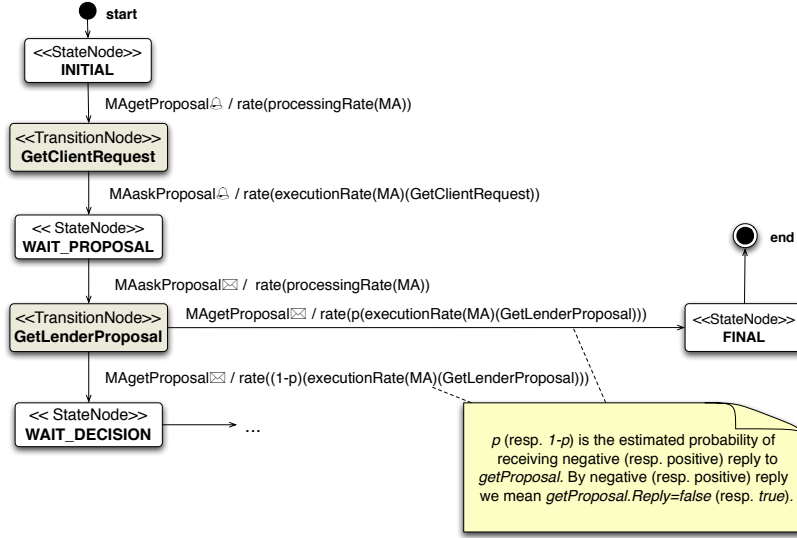 start
<<StateNode>>
INITIAL
MAgetProposal🔔 / rate(processingRate(MA))
<<TransitionNode>>
GetClientRequest
MAaskProposal🔔 / rate(executionRate(MA)(GetClientRequest))
<< StateNode>>
WAIT_PROPOSAL
end
MAaskProposal✉ / rate(processingRate(MA))
<<TransitionNode>>
GetLenderProposal
MAgetProposal✉ / rate(p(executionRate(MA)(GetLenderProposal)))
<<StateNode>>
FINAL
MAgetProposal✉ / rate((1-p)(executionRate(MA)(GetLenderProposal)))
<< StateNode>>
WAIT_DECISION
...
p (resp. 1-p) is the estimated probability of
receiving negative (resp. positive) reply to
getProposal. By negative (resp. positive) reply
we mean getProposal.Reply=false (resp. true).